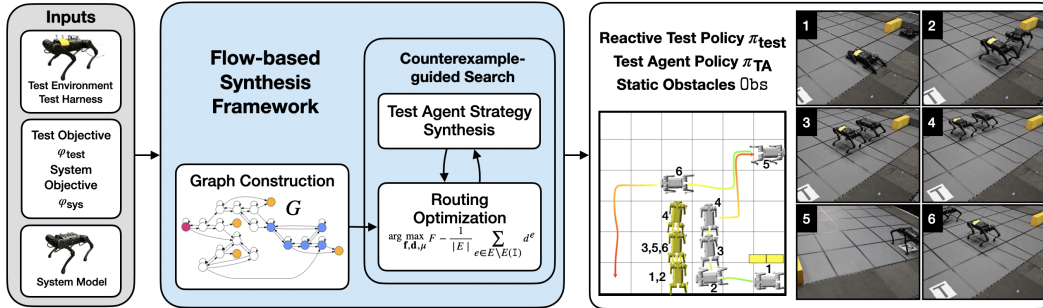 Inputs
Test Environment
Test Harness
Test Objective
φtest
System
Objective
φsys
System Model
Flow-based
Synthesis
Framework
Graph Construction
G
Counterexample-
guided Search
Test Agent Strategy
Synthesis
Routing
Optimization
arg max F − 1/|E| ∑ d^e
f,d,μ e∈E\E(I)
Reactive Test Policy πtest
Test Agent Policy πTA
Static Obstacles Obs
5
6
4
4
3,5,6
3
1,2
2
1
1
2
3
4
T
5
6
T